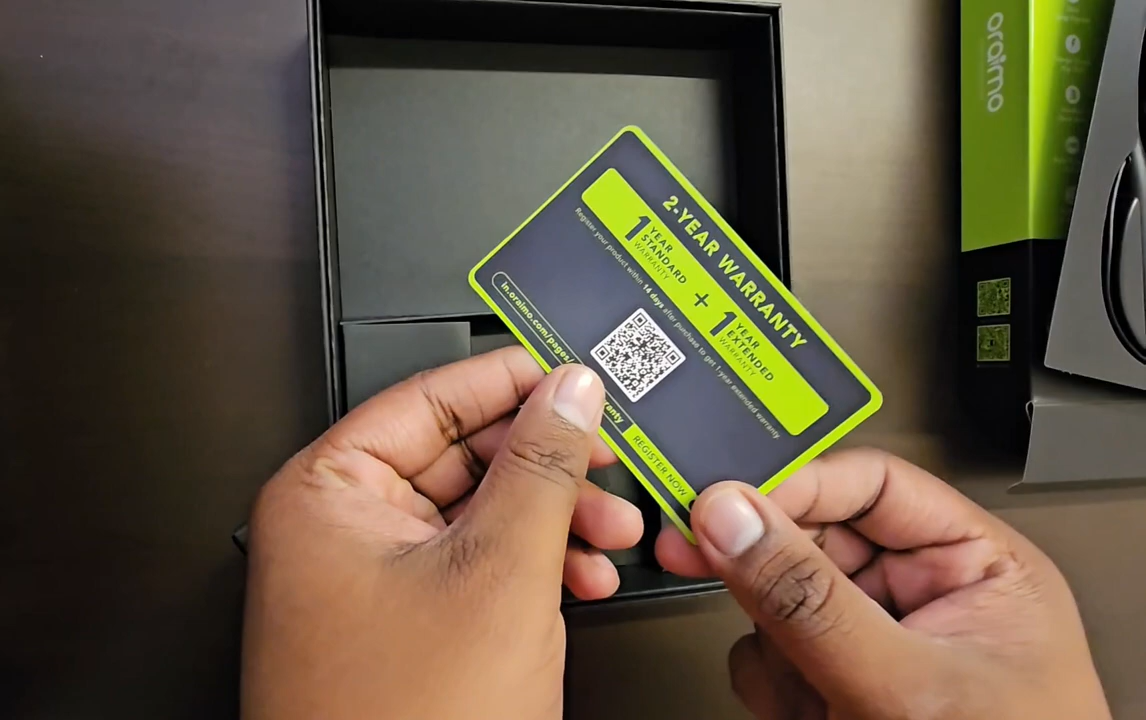 2-YEAR WARRANTY
1 YEAR STANDARD WARRANTY + 1 YEAR EXTENDED WARRANTY
Register your product within 14 days after purchase to get 1-year extended warranty
in.oraimo.com/pages/
ranty
REGISTER NOW
oraimo